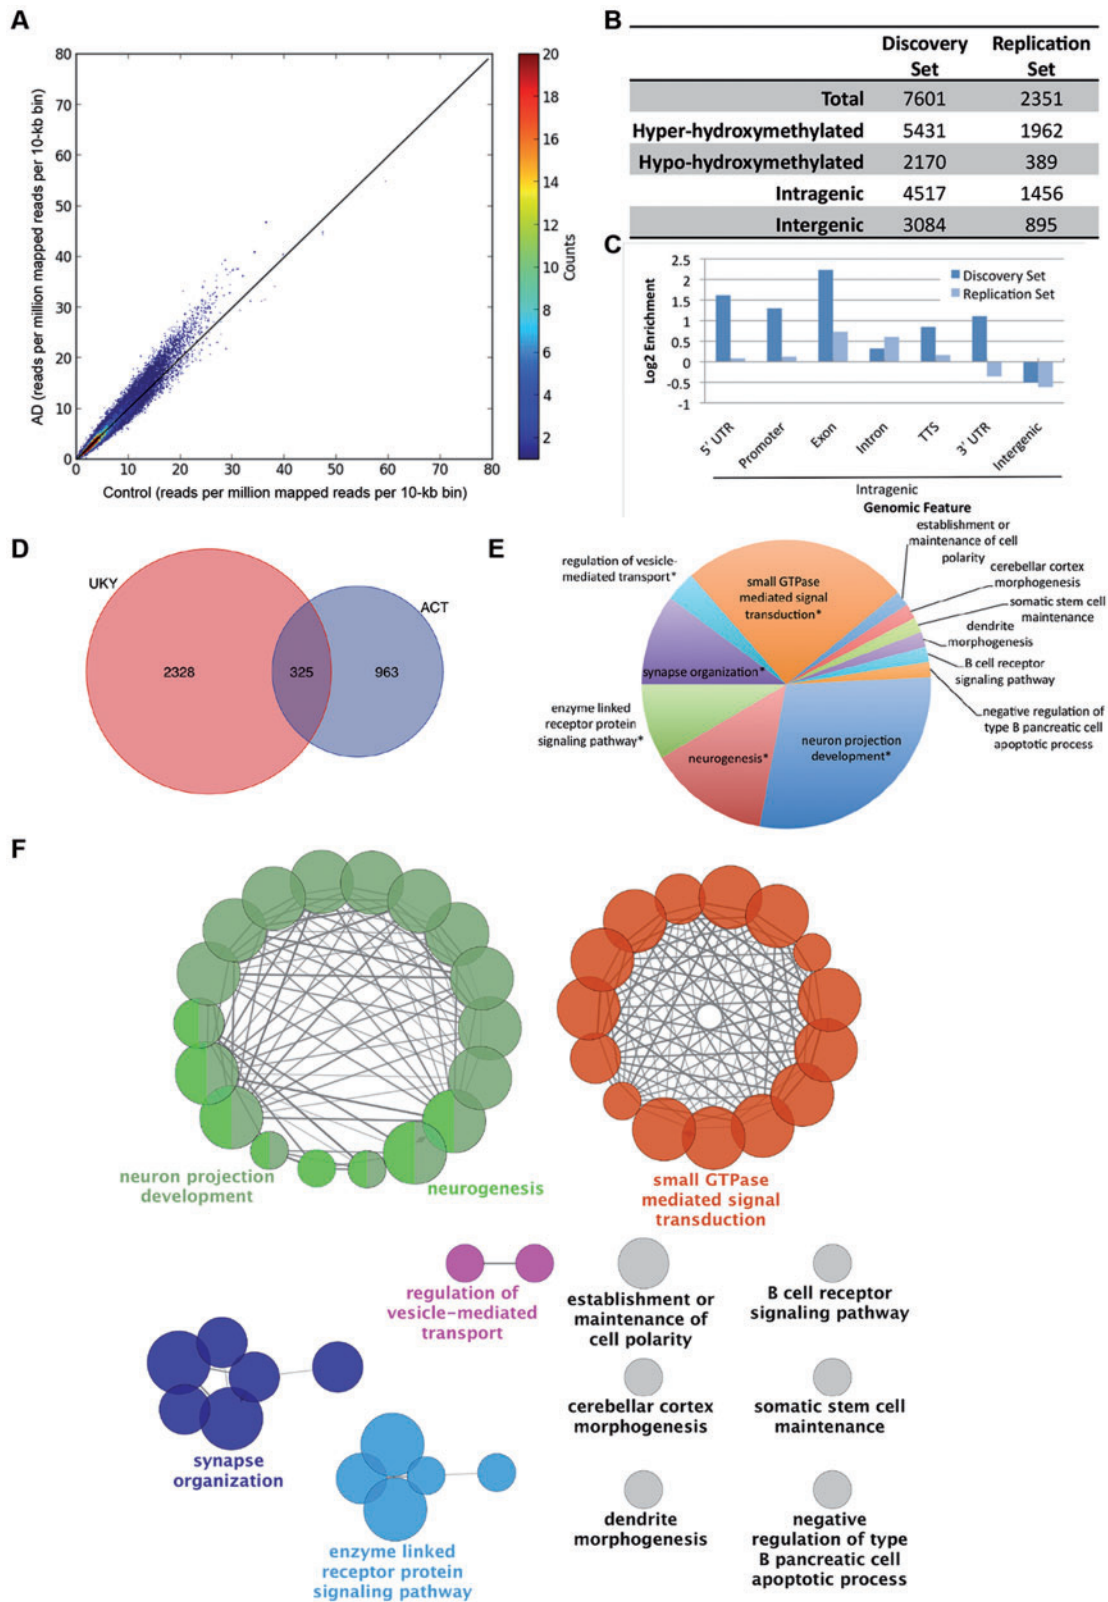 A
80
70
60
50
40
30
20
10
0
0 10 20 30 40 50 60 70 80
AD (reads per million mapped reads per 10-kb bin)
Control (reads per million mapped reads per 10-kb bin)
20
18
16
14
12
10
8
6
4
2
Counts
B
Discovery Set Replication Set
Total 7601 2351
Hyper-hydroxymethylated 5431 1962
Hypo-hydroxymethylated 2170 389
Intragenic 4517 1456
Intergenic 3084 895
C
2.5
2
1.5
1
0.5
0
-0.5
-1
Log2 Enrichment
Discovery Set
Replication Set
5' UTR
Promoter
Exon
Intron
TTS
3' UTR
Intergenic
Intragenic
Genomic Feature
D
UKY
ACT
2328 325 963
E
regulation of vesicle-
mediated transport*
small GTPase
mediated signal
transduction*
establishment or
maintenance of cell
polarity
cerebellar cortex
morphogenesis
somatic stem cell
maintenance
dendrite
morphogenesis
B cell receptor
signaling pathway
negative regulation of
type B pancreatic cell
apoptotic process
synapse organization*
enzyme linked
receptor protein
signaling pathway*
neurogenesis*
neuron projection
development*
F
neuron projection
development
neurogenesis
small GTPase
mediated signal
transduction
regulation of
vesicle-mediated
transport
establishment or
maintenance of
cell polarity
B cell receptor
signaling pathway
cerebellar cortex
morphogenesis
somatic stem cell
maintenance
synapse
organization
enzyme linked
receptor protein
signaling pathway
dendrite
morphogenesis
negative
regulation of type
B pancreatic cell
apoptotic process